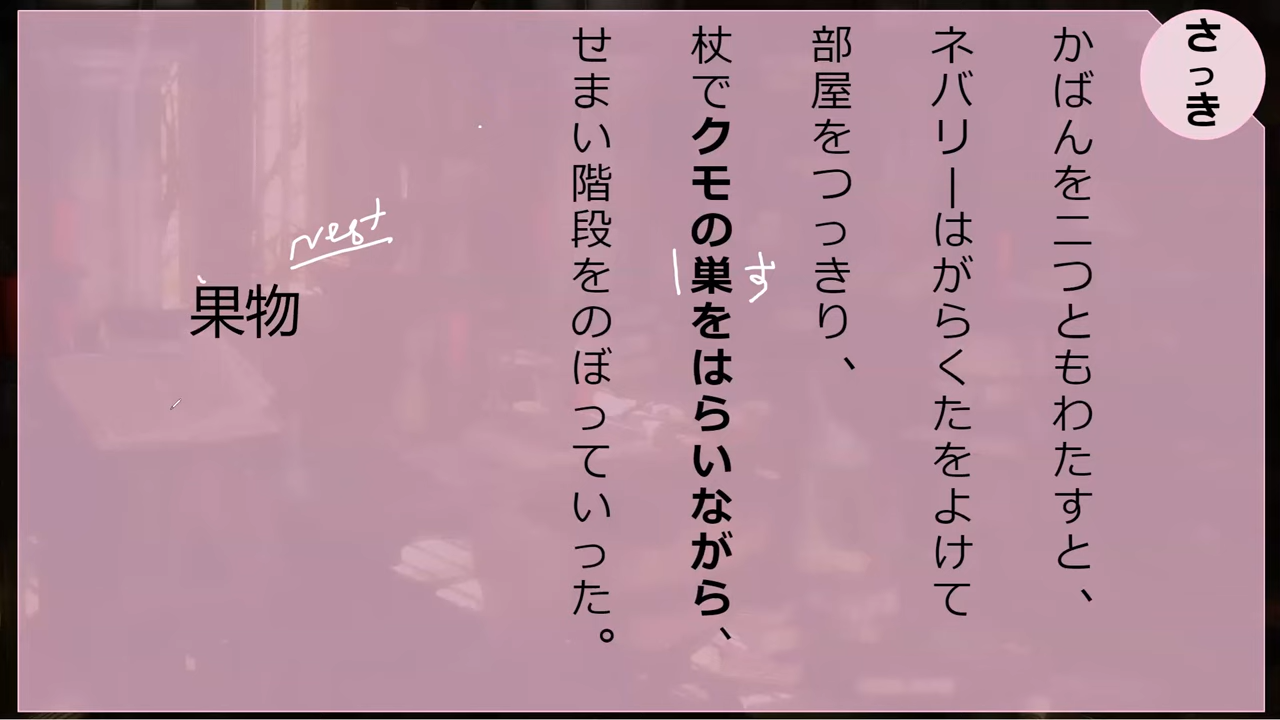 さっき
かばんを二つともわたすと、
ネバリーはがらくたをよけて
部屋をつっきり、
杖でクモの巣をはらいながら、
す
せまい階段をのぼっていった。
nest
果物